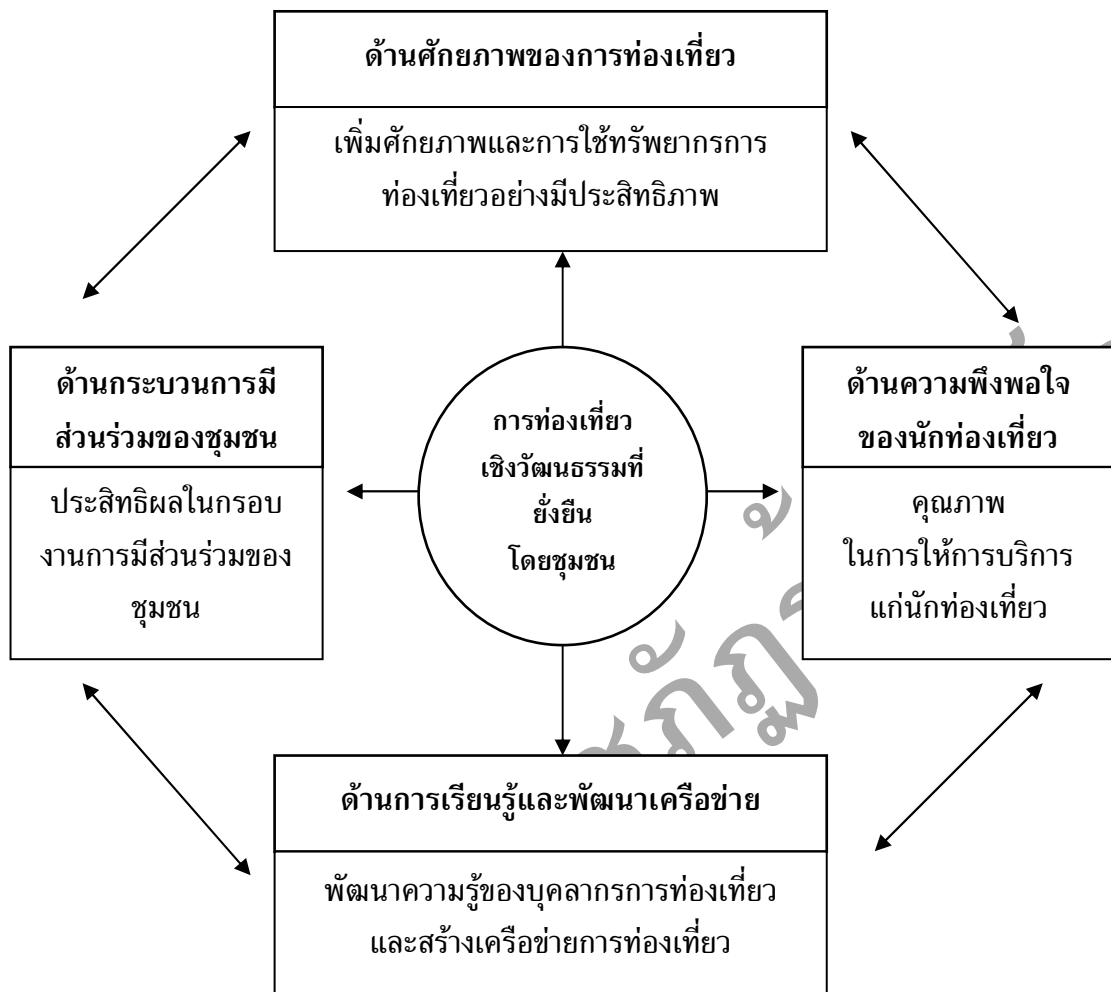 ด้านศักยภาพของการท่องเที่ยว
เพิ่มศักยภาพและการใช้ทรัพยากรการ
ท่องเที่ยวอย่างมีประสิทธิภาพ
ด้านกระบวนการมี
ส่วนร่วมของชุมชน
ประสิทธิผลในกรอบ
งานการมีส่วนร่วมของ
ชุมชน
การท่องเที่ยว
เชิงวัฒนธรรมที่
ยั่งยืน
โดยชุมชน
ด้านความพึงพอใจ
ของนักท่องเที่ยว
คุณภาพ
ในการให้การบริการ
แก่นักท่องเที่ยว
ด้านการเรียนรู้และพัฒนาเครือข่าย
พัฒนาความรู้ของบุคลากรการท่องเที่ยว
และสร้างเครือข่ายการท่องเที่ยว